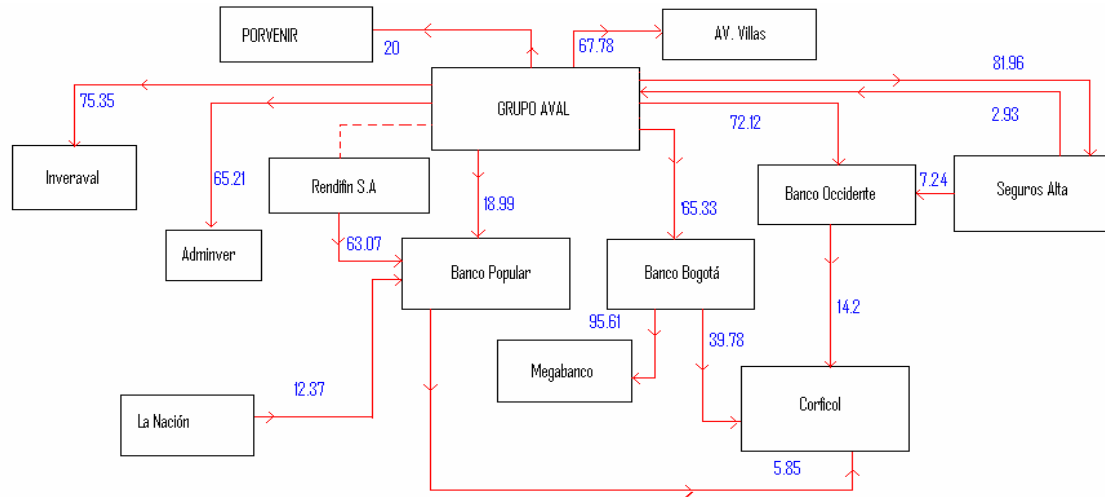 PORVENIR
AV. Villas
20
67.78
81.96
75.35
GRUPO AVAL
72.12
2.93
Inveraval
65.21
Rendifin S.A
18.99
65.33
Banco Occidente
7.24
Seguros Alta
Adminver
63.07
Banco Popular
Banco Bogotá
95.61
39.78
14.2
Megabanco
12.37
La Nación
Corficol
5.85